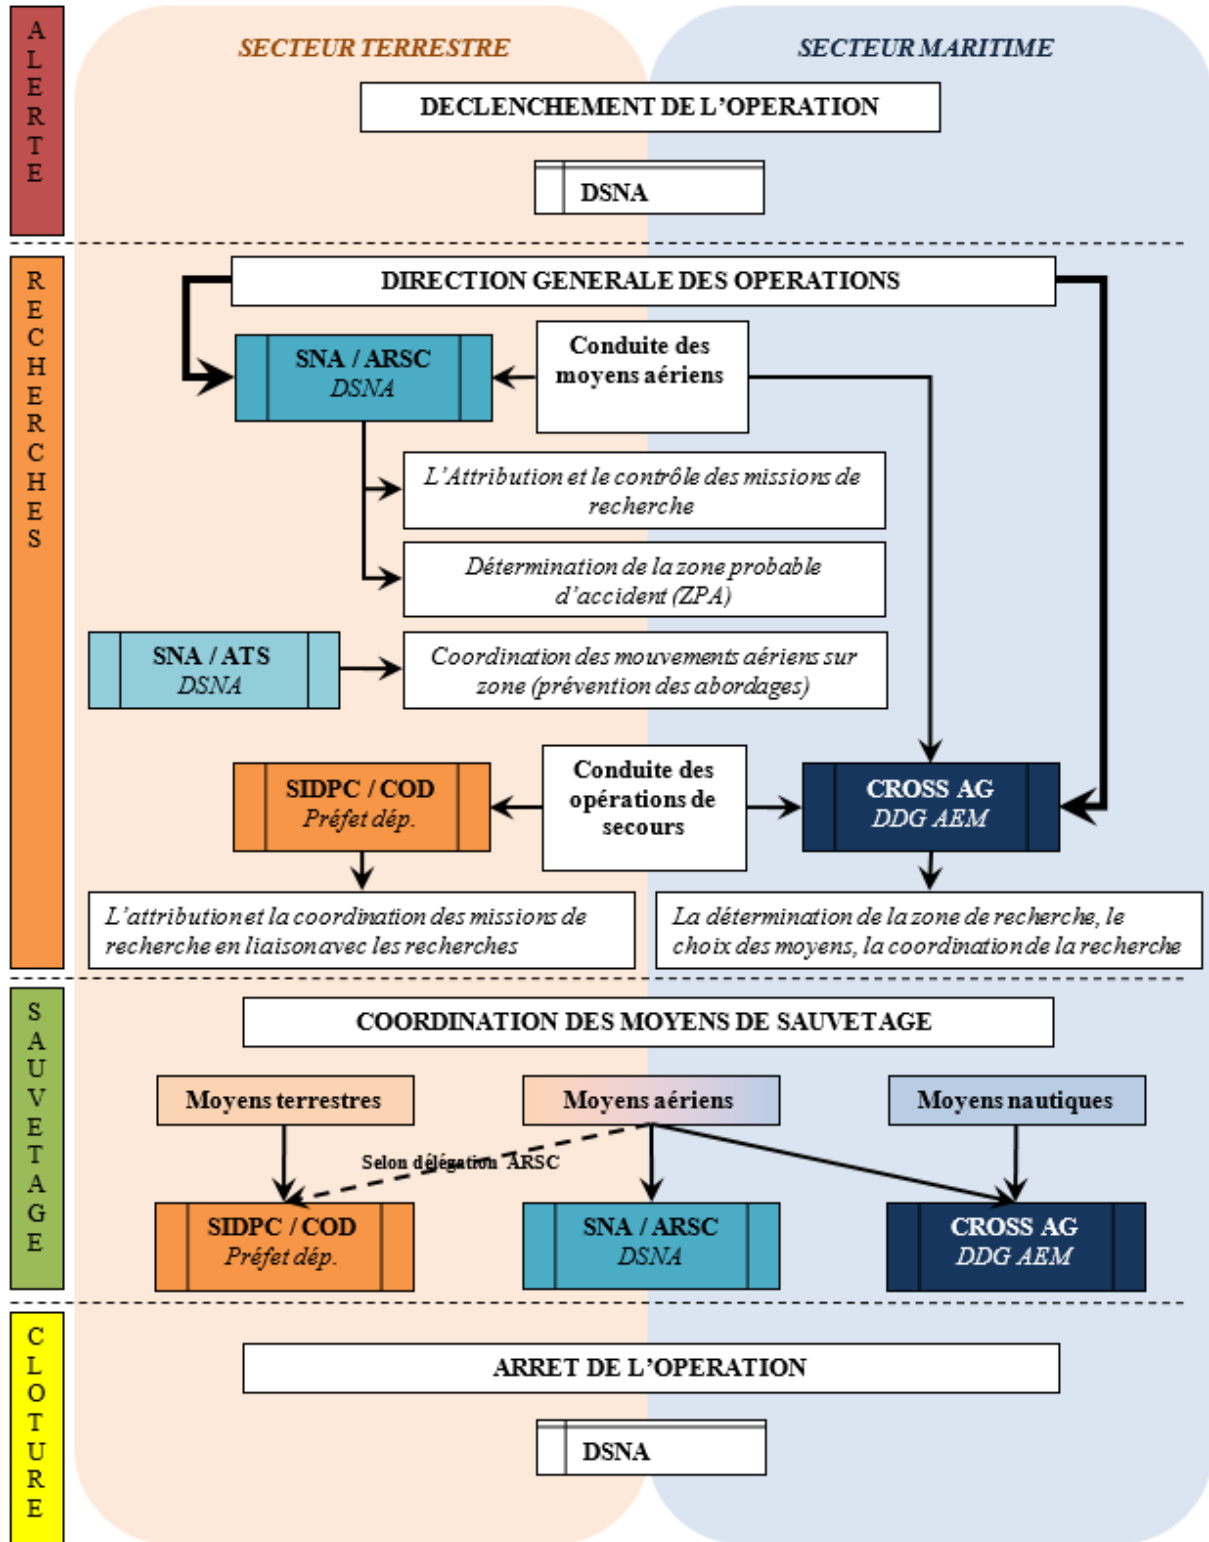 ALERTE
SECTEUR TERRESTRE
SECTEUR MARITIME
DECLENCHEMENT DE L'OPERATION
DSNA
RECHERCHES
DIRECTION GENERALE DES OPERATIONS
SNA / ARSC
DSNA
Conduite des
moyens aériens
L'Attribution et le contrôle des missions de
recherche
Détermination de la zone probable
d'accident (ZPA)
SNA / ATS
DSNA
Coordination des mouvements aériens sur
zone (prévention des abordages)
SIDPC / COD
Préfet dép.
Conduite des
opérations de
secours
CROSS AG
DDG AEM
L'attribution et la coordination des missions de
recherche en liaison avec les recherches
La détermination de la zone de recherche, le
choix des moyens, la coordination de la recherche
SAUVETAGE
COORDINATION DES MOYENS DE SAUVETAGE
Moyens terrestres
Moyens aériens
Moyens nautiques
Selon délégation ARSC
SIDPC / COD
Préfet dép.
SNA / ARSC
DSNA
CROSS AG
DDG AEM
CLOTURE
ARRET DE L'OPERATION
DSNA